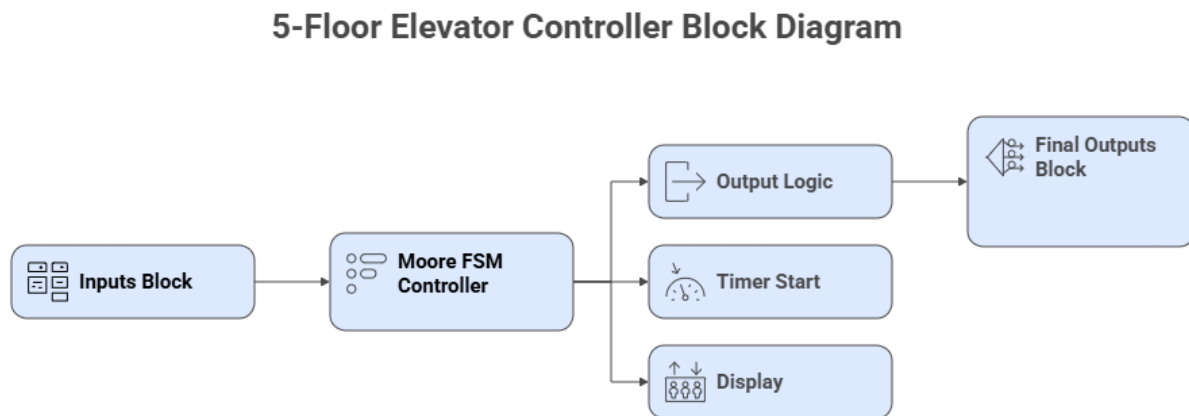 5-Floor Elevator Controller Block Diagram
Final Outputs
Block
Output Logic
Moore FSM
Controller
Inputs Block
Timer Start
Display